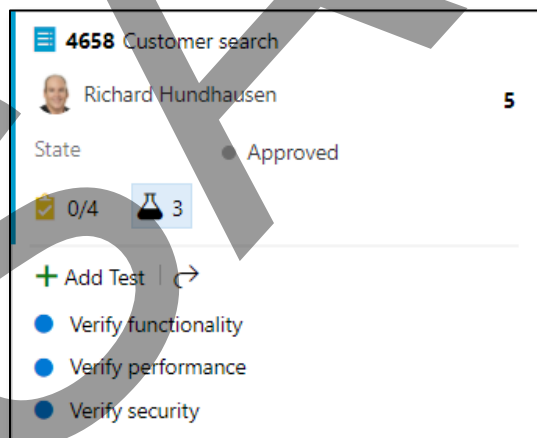 4658 Customer search
Richard Hundhausen
5
State
Approved
0/4
3
Add Test
Verify functionality
Verify performance
Verify security